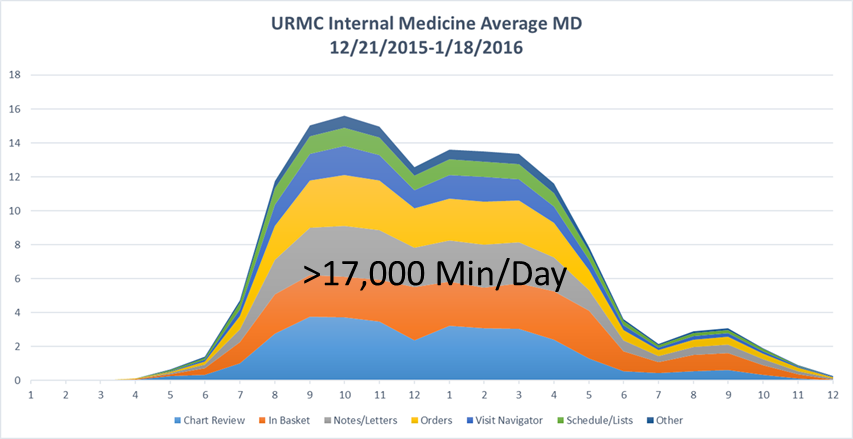 URMC Internal Medicine Average MD
12/21/2015-1/18/2016
18
16
14
12
10
8
6
4
2
0
>17,000 Min/Day
1 2 3 4 5 6 7 8 9 10 11 12 1 2 3 4 5 6 7 8 9 10 11 12
Chart Review In Basket Notes/Letters Orders Visit Navigator Schedule/Lists Other